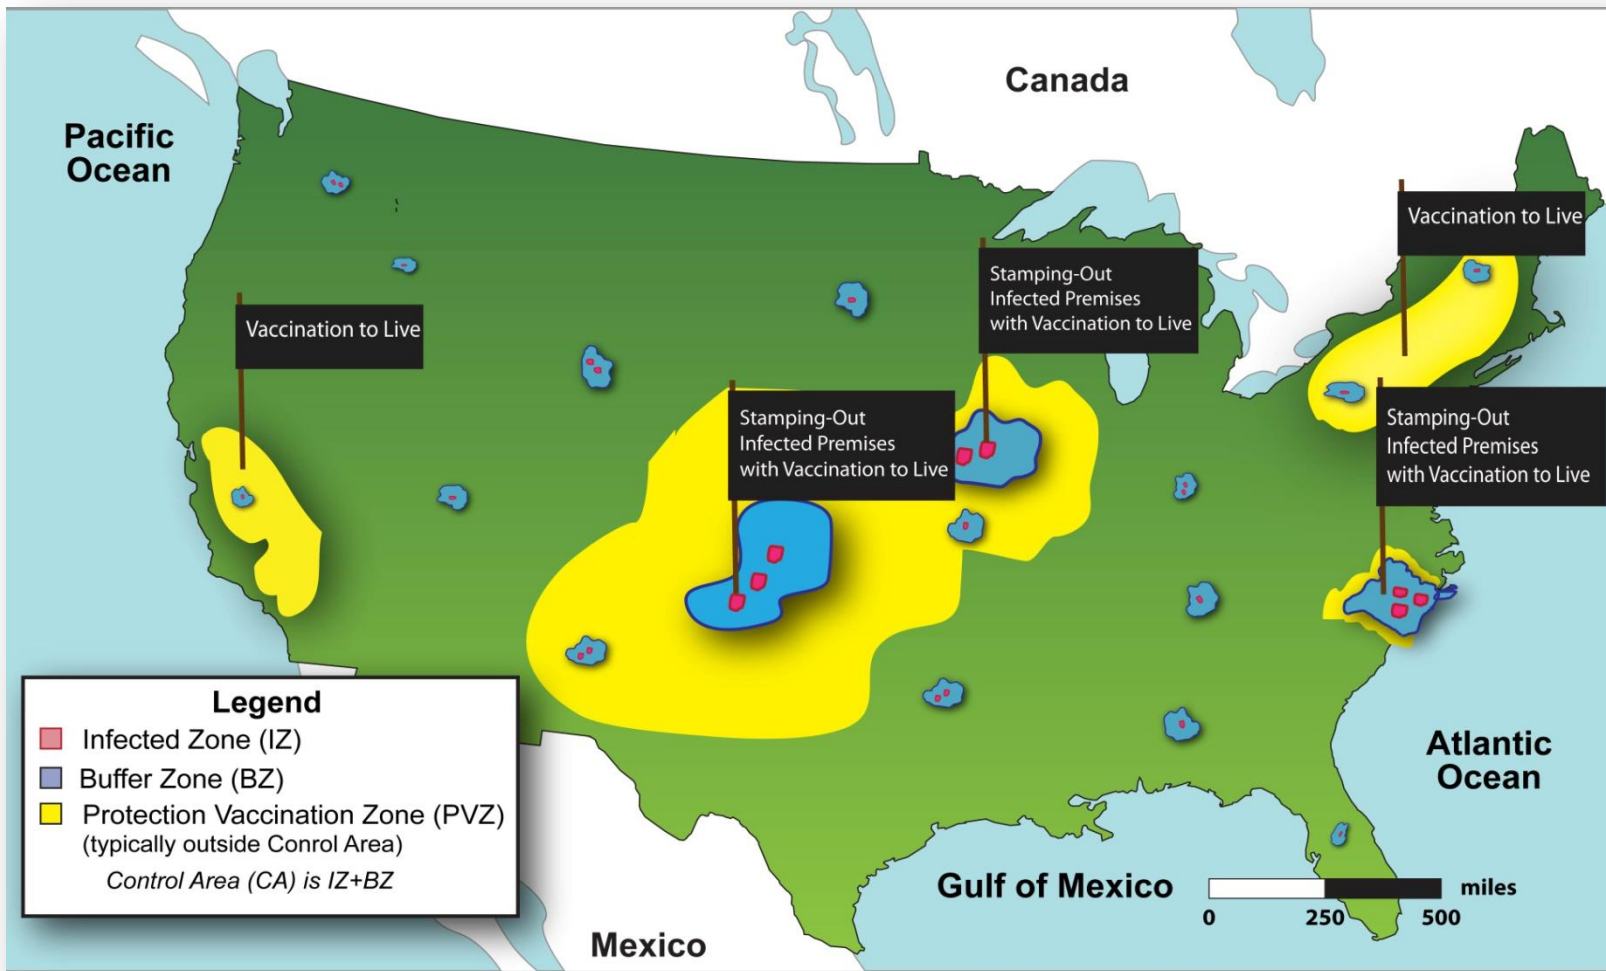 Canada
Pacific
Ocean
Vaccination to Live
Stamping-Out
Infected Premises
with Vaccination to Live
Vaccination to Live
Stamping-Out
Infected Premises
with Vaccination to Live
Stamping-Out
Infected Premises
with Vaccination to Live
Legend
Infected Zone (IZ)
Buffer Zone (BZ)
Protection Vaccination Zone (PVZ)
(typically outside Conrol Area)
Control Area (CA) is IZ+BZ
Atlantic
Ocean
Gulf of Mexico
miles
0 250 500
Mexico